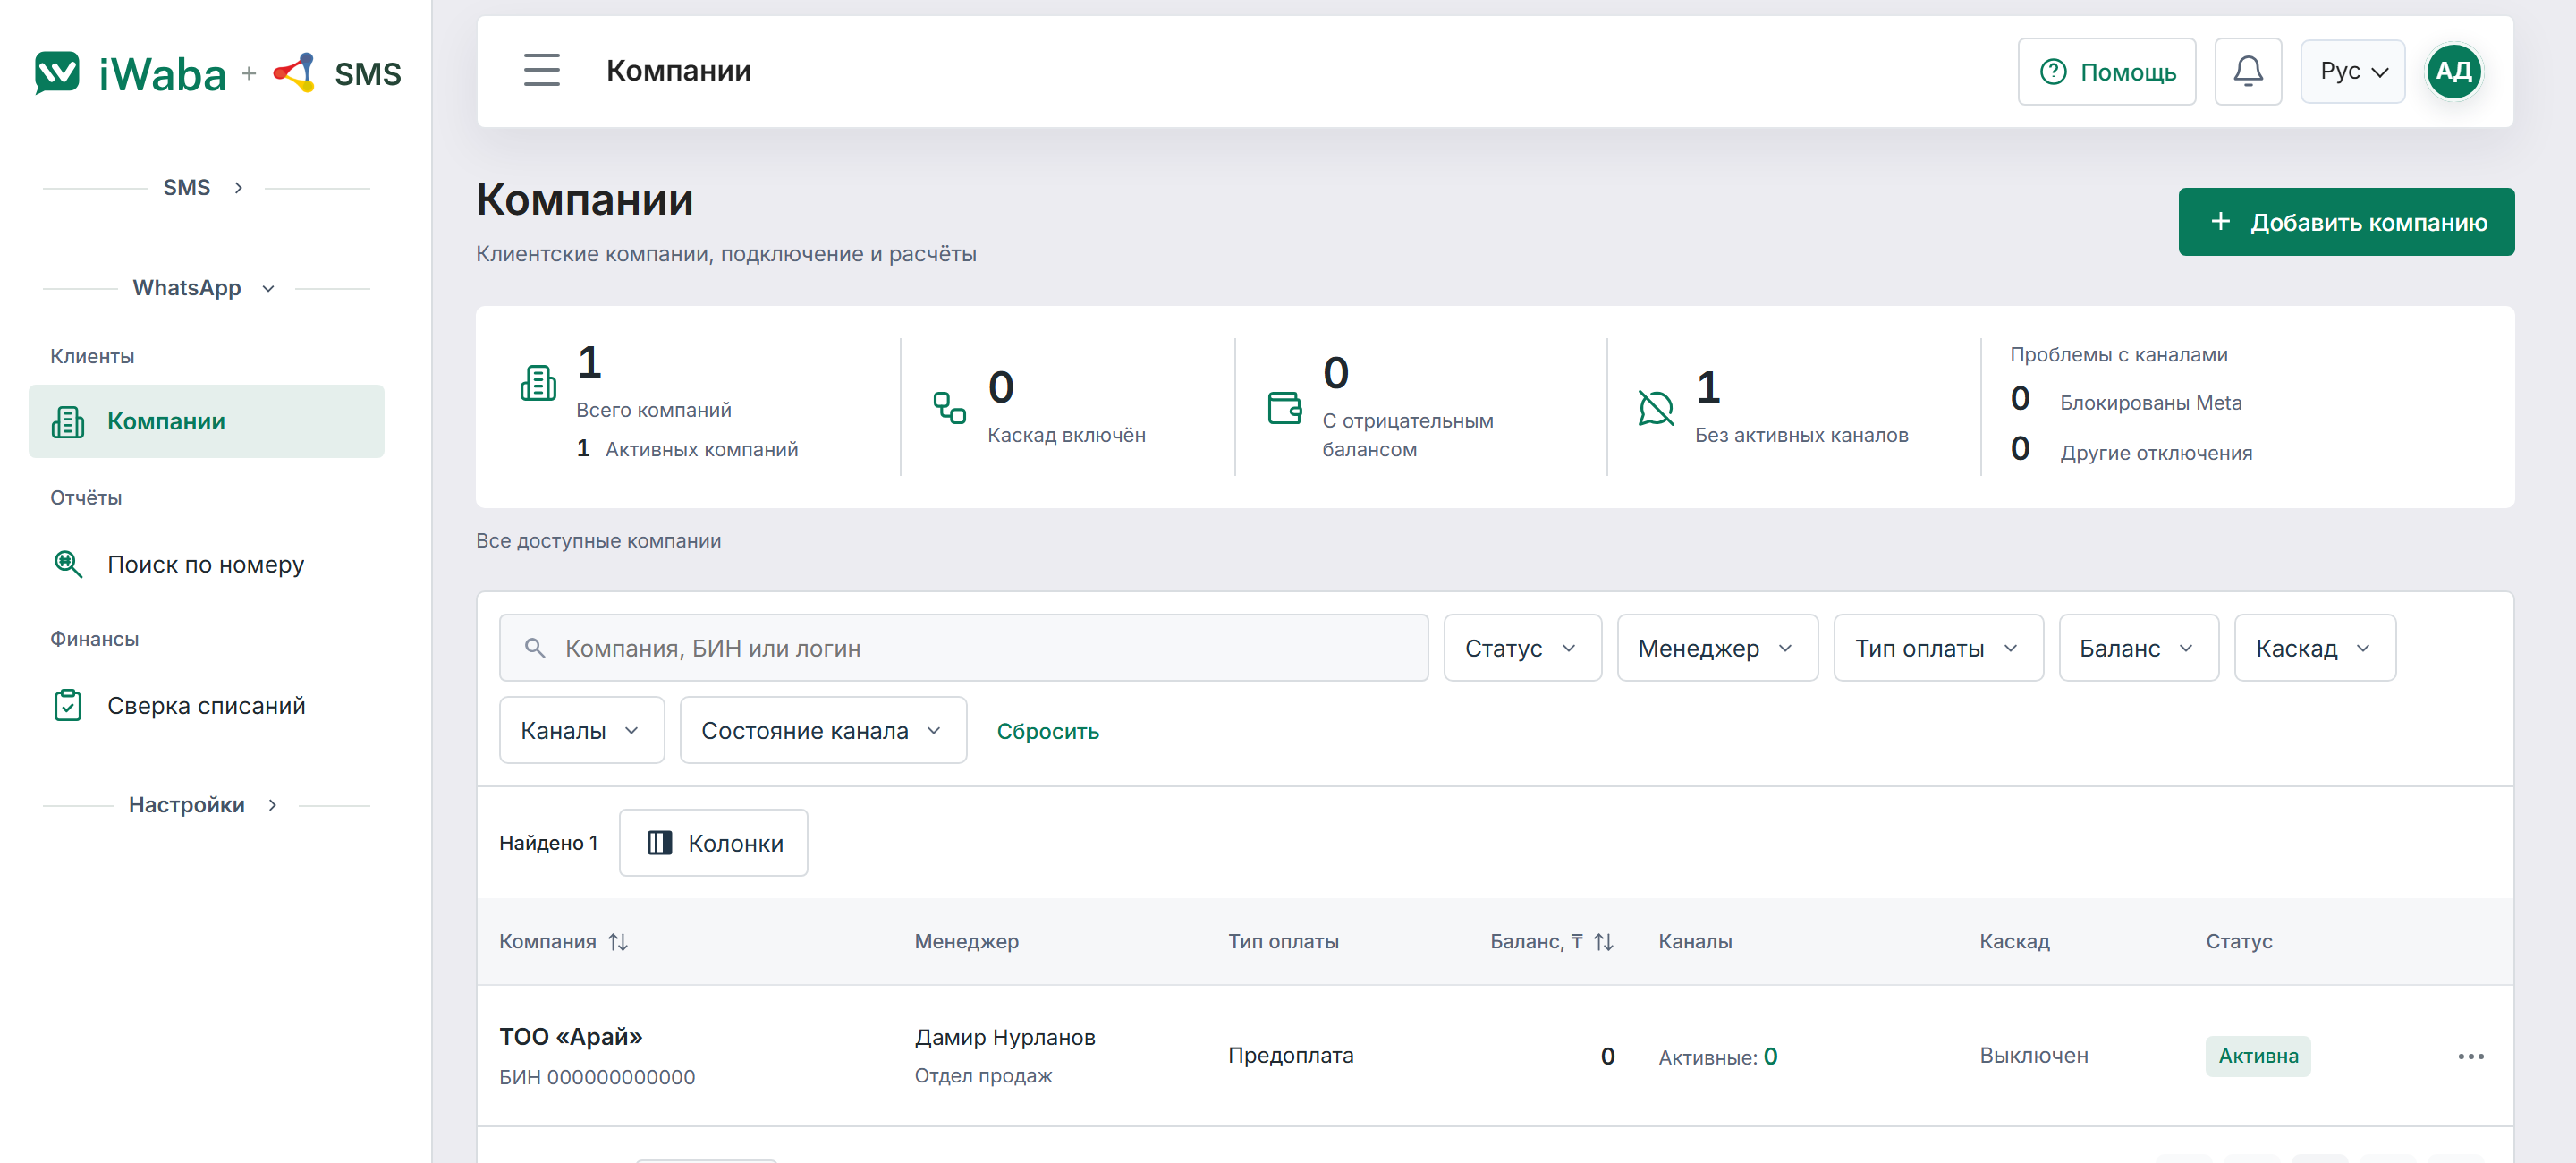 iWaba + SMS
SMS
WhatsApp
Клиенты
Компании
Отчёты
Поиск по номеру
Финансы
Сверка списаний
Настройки
Компании
Помощь
Рус
АД
Компании
Клиентские компании, подключение и расчёты
+ Добавить компанию
1
Всего компаний
1 Активных компаний
0
Каскад включён
0
С отрицательным
балансом
1
Без активных каналов
Проблемы с каналами
0 Блокированы Meta
0 Другие отключения
Все доступные компании
Компания, БИН или логин
Статус
Менеджер
Тип оплаты
Баланс
Каскад
Каналы
Состояние канала
Сбросить
Найдено 1
Колонки
Компания Менеджер Тип оплаты Баланс, ₸ Каналы Каскад Статус
ТОО «Арай»
БИН 000000000000
Дамир Нурланов
Отдел продаж
Предоплата
0
Активные: 0
Выключен
Активна